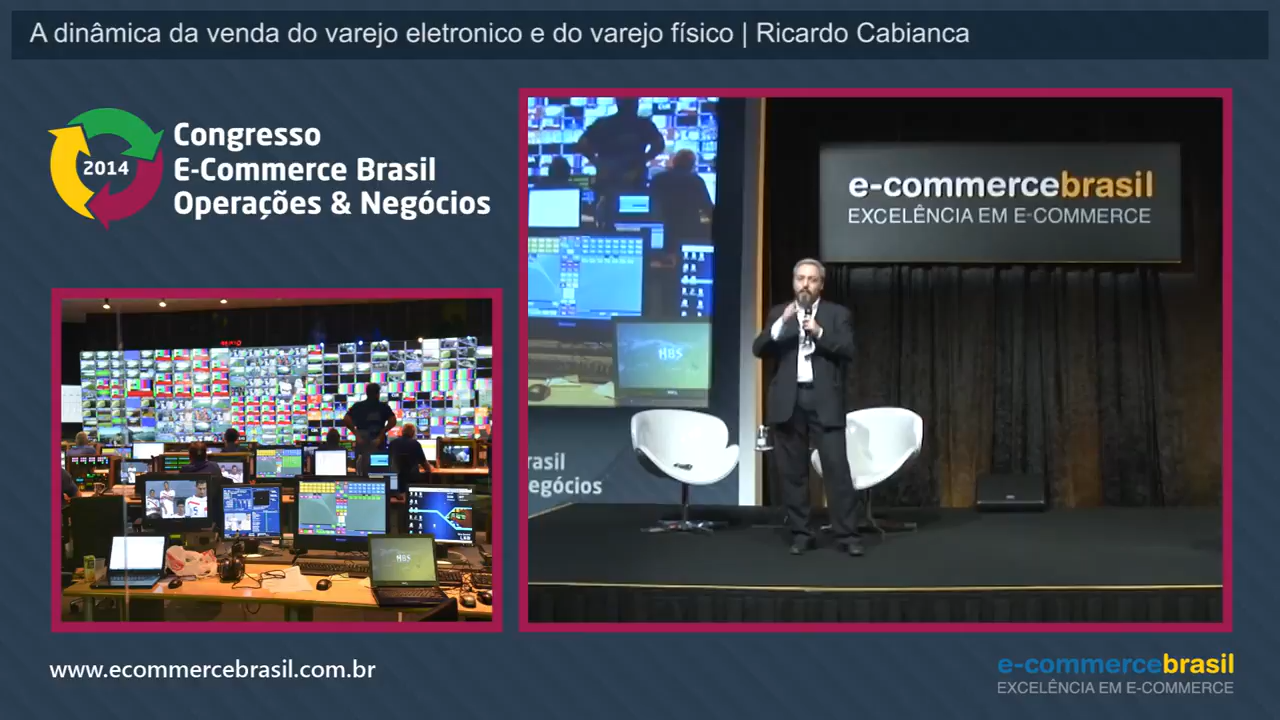 A dinâmica da venda do varejo eletronico e do varejo físico | Ricardo Cabianca
2014
Congresso
E-Commerce Brasil
Operações & Negócios
e-commercebrasil
EXCELÊNCIA EM E-COMMERCE
HBS
rasil
egócios
HBS
www.ecommercebrasil.com.br
e-commercebrasil
EXCELÊNCIA EM E-COMMERCE